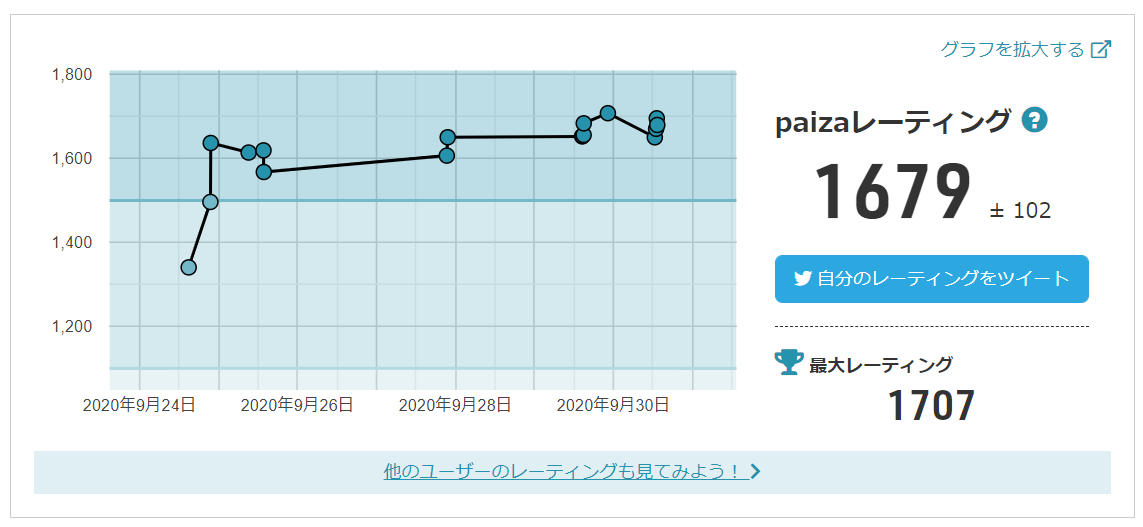 グラフを拡大する
1,800
1,600
1,400
1,200
2020年9月24日
2020年9月26日
2020年9月28日
2020年9月30日
paizaレーティング ?
1679 ± 102
自分のレーティングをツイート
最大レーティング
1707
他のユーザーのレーティングも見てみよう！